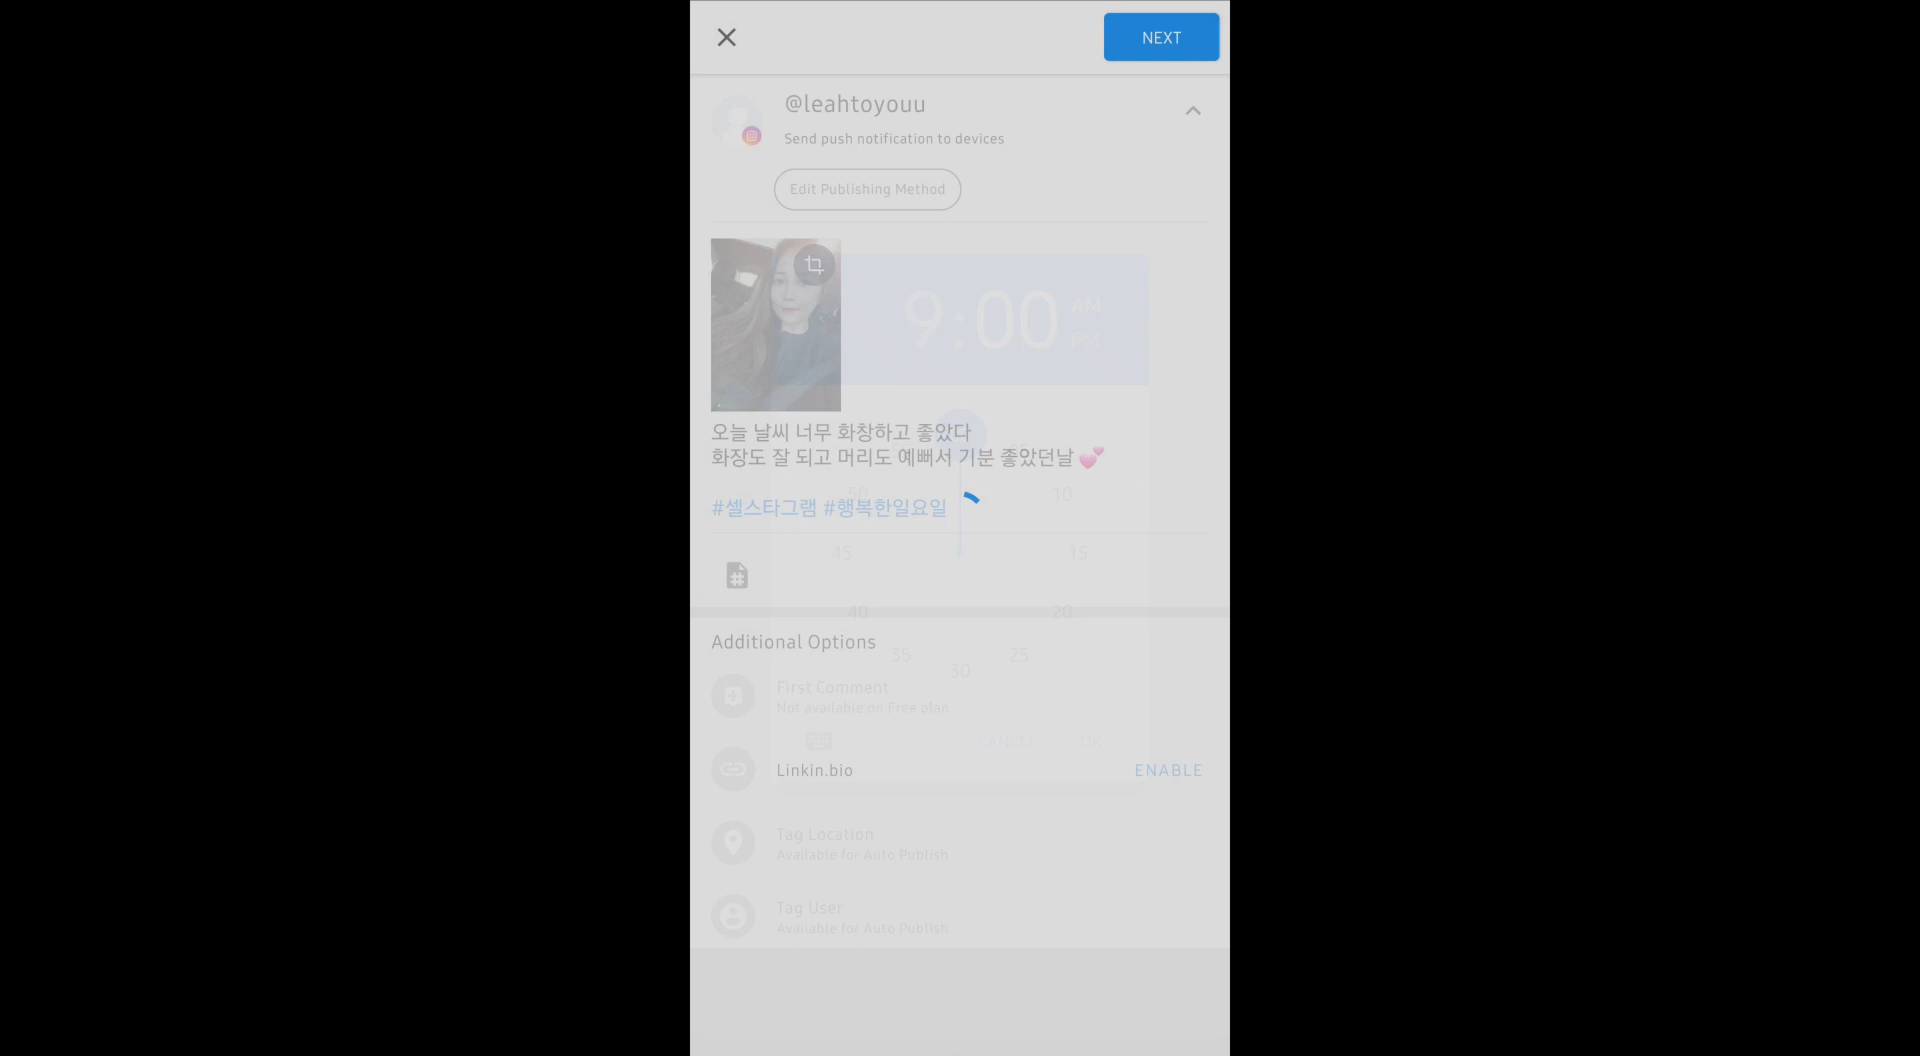 NEXT
@leahtoyouu
Send push notification to devices
Edit Publishing Method
9:00
AM
PM
오늘 날씨 너무 화창하고 좋았다
화장도 잘 되고 머리도 예뻐서 기분 좋았던날 💕
#셀스타그램 #행복한일요일
50
10
45
15
40
20
35
25
30
Additional Options
First Comment
Not available on Free plan
CANCEL OK
Linkin.bio
ENABLE
Tag Location
Available for Auto Publish
Tag User
Available for Auto Publish